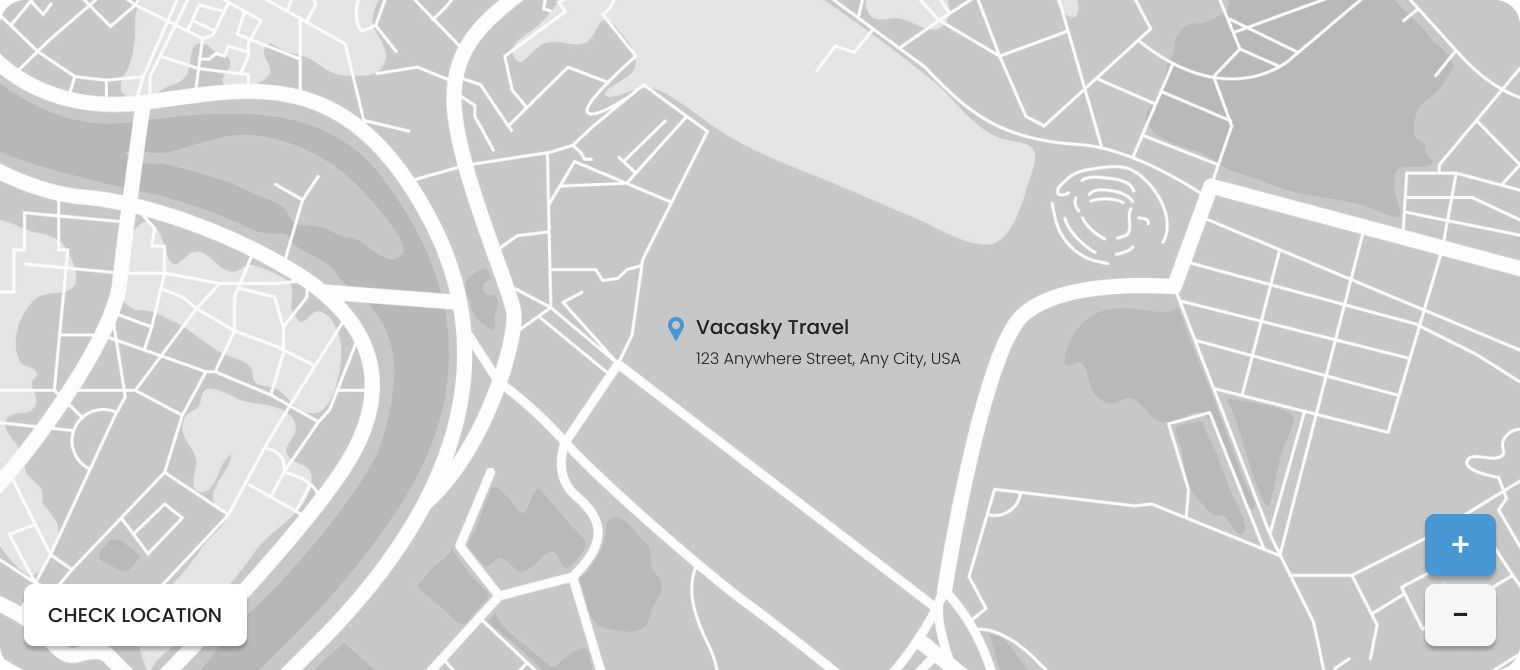 Vacasky Travel
123 Anywhere Street, Any City, USA
+
-
CHECK LOCATION